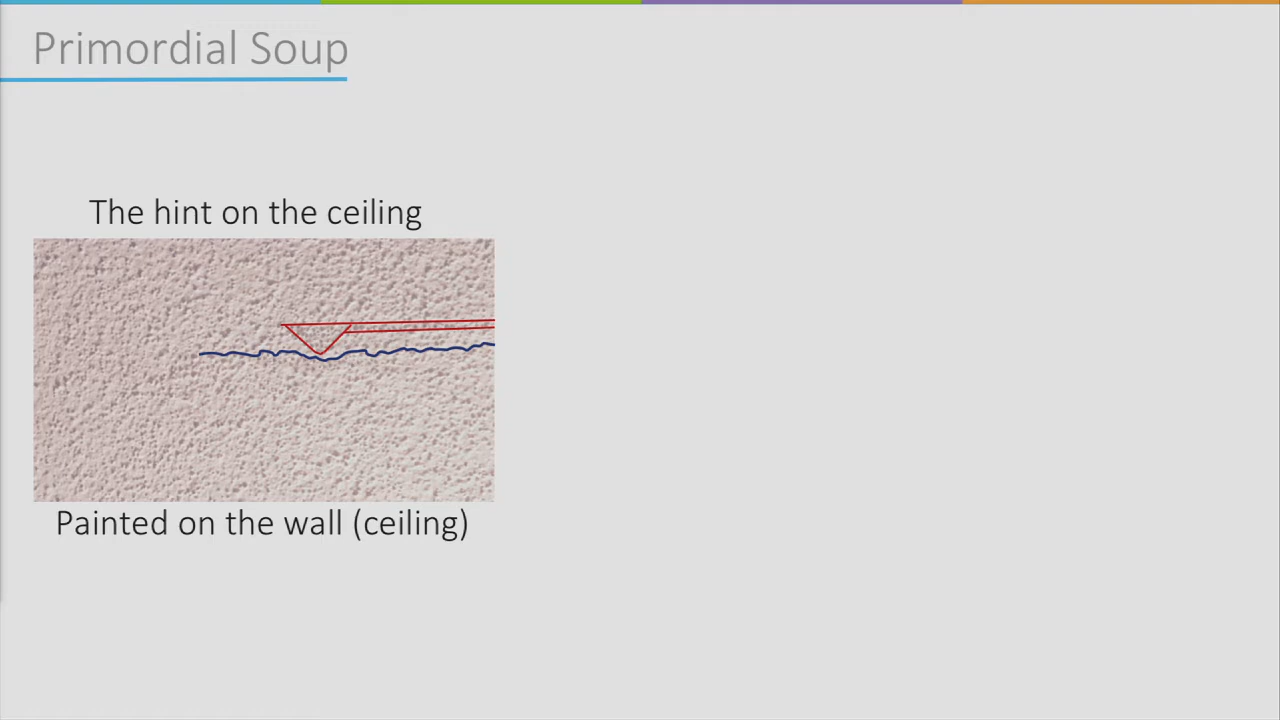 Primordial Soup
The hint on the ceiling
Painted on the wall (ceiling)